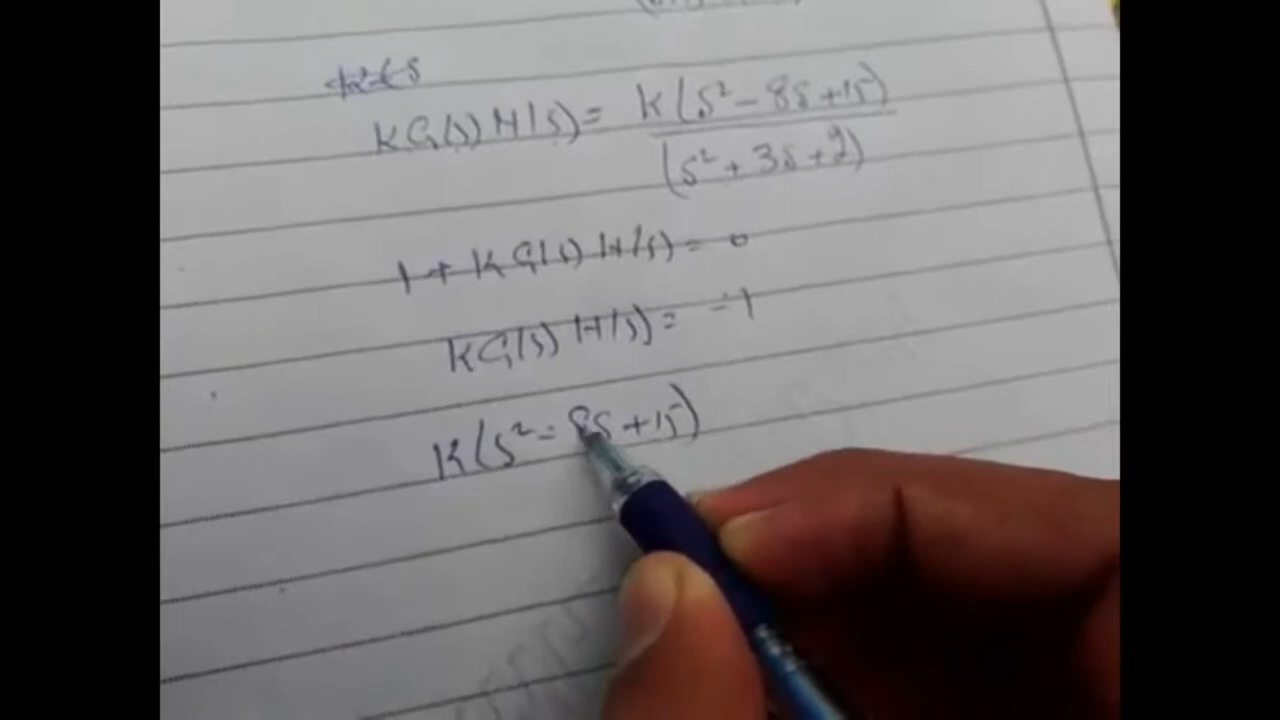 KG(s)H(s) = K(s² - 8s + 15)
(s² + 3s + 2)
1 + KG(s)H(s) = 0
KG(s)H(s) = -1
K(s² - 8s + 15)